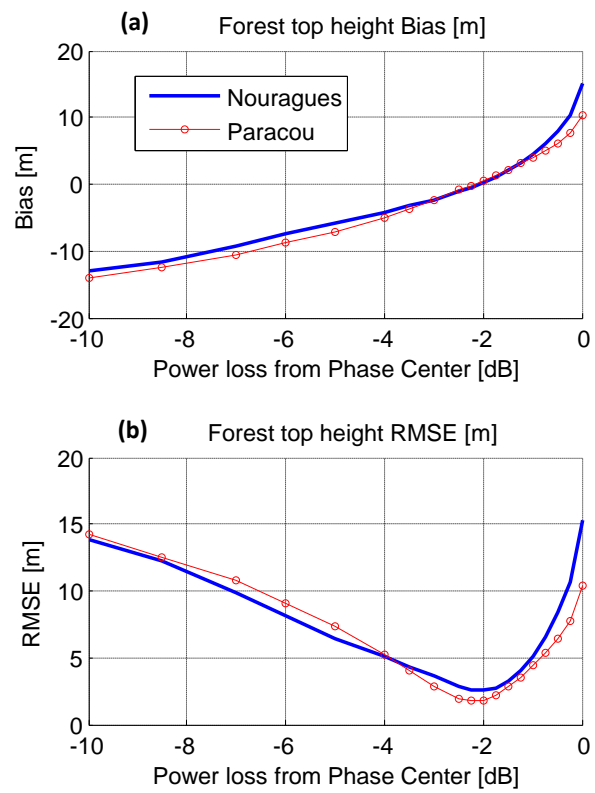 (a) Forest top height Bias [m]
20
10
0
-10
-20
Bias [m]
Nouragues
Paracou
-10 -8 -6 -4 -2 0
Power loss from Phase Center [dB]
(b) Forest top height RMSE [m]
20
15
10
5
0
RMSE [m]
-10 -8 -6 -4 -2 0
Power loss from Phase Center [dB]